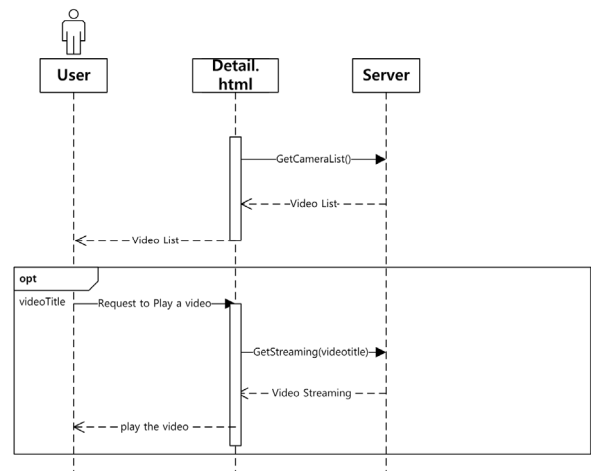 User
Detail.
html
Server
GetCameraList()
Video List
Video List
opt
videoTitle
Request to Play a video
GetStreaming(videotitle)
Video Streaming
play the video